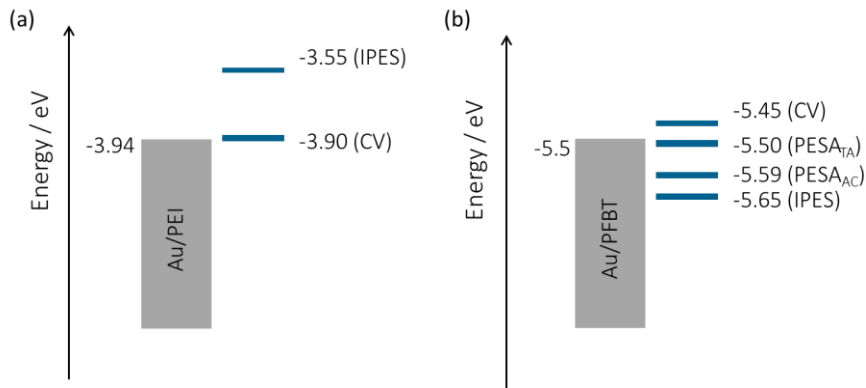 (a)
Energy / eV
-3.94
Au/PEI
-3.55 (IPES)
-3.90 (CV)
(b)
Energy / eV
-5.5
Au/PFBT
-5.45 (CV)
-5.50 (PESA_TA)
-5.59 (PESA_AC)
-5.65 (IPES)